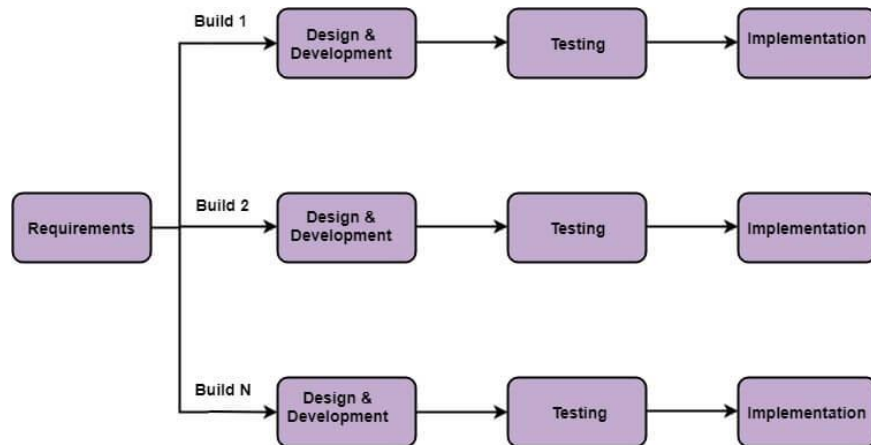 Build 1
Design &
Development
Testing
Implementation
Requirements
Build 2
Design &
Development
Testing
Implementation
Build N
Design &
Development
Testing
Implementation